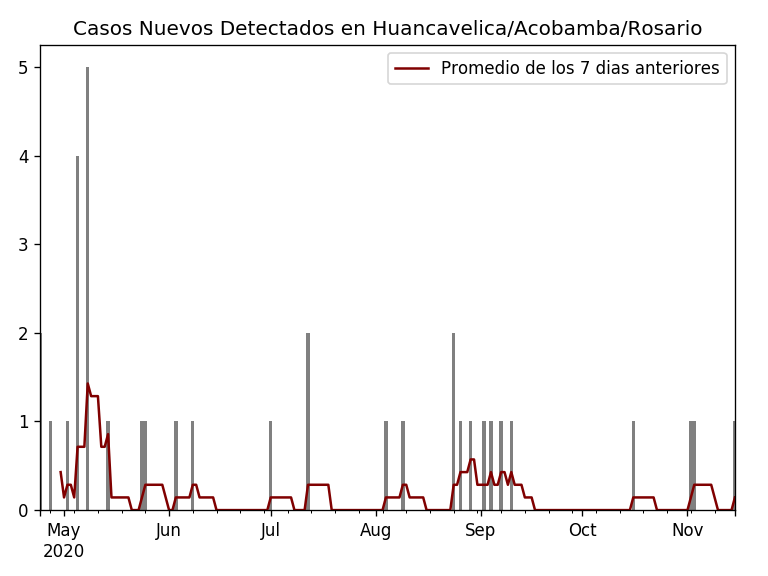 Casos Nuevos Detectados en Huancavelica/Acobamba/Rosario
Promedio de los 7 dias anteriores
5
4
3
2
1
0
May Jun Jul Aug Sep Oct Nov
2020